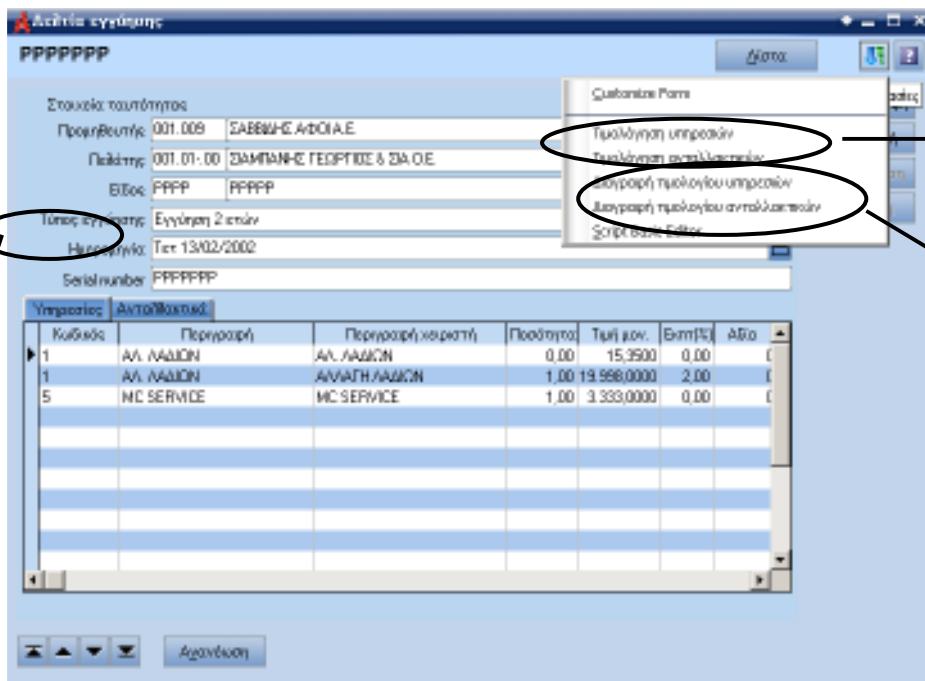 Δελτία εγγύησης
PPPPPPP
Λίστα
Στοιχεία ταυτότητας
Customize Form
Προμηθευτής 001.009 ΣΑΒΒΙΔΗΣ ΑΦΟΙ Α.Ε.
Τιμολόγηση υπηρεσιών
Πελάτης 001.01-.00 ΣΙΑΜΠΑΝΗΣ ΓΕΩΡΓΙΟΣ & ΣΙΑ Ο.Ε.
Τιμολόγηση ανταλλακτικών
Είδος PPPP PPPPP
Διαγραφή τιμολογίου υπηρεσιών
Τύπος εγγύησης Εγγύηση 2 ετών
Διαγραφή τιμολογίου ανταλλακτικών
Ημερομηνία Τετ 13/02/2002
Script Basic Editor
Serial number PPPPPPP
Υπηρεσίες Ανταλλακτικά
Κωδικός Περιγραφή Περιγραφή χειριστή Ποσότητα Τιμή μον. Εκπτ(%) Αξία
1 ΑΛ. ΛΑΔΙΩΝ ΑΛ. ΛΑΔΙΩΝ 0,00 15,3500 0,00
1 ΑΛ. ΛΑΔΙΩΝ ΑΛΛΑΓΗ ΛΑΔΙΩΝ 1,00 19.998,0000 2,00
5 MC SERVICE MC SERVICE 1,00 3.333,0000 0,00
Ανανέωση